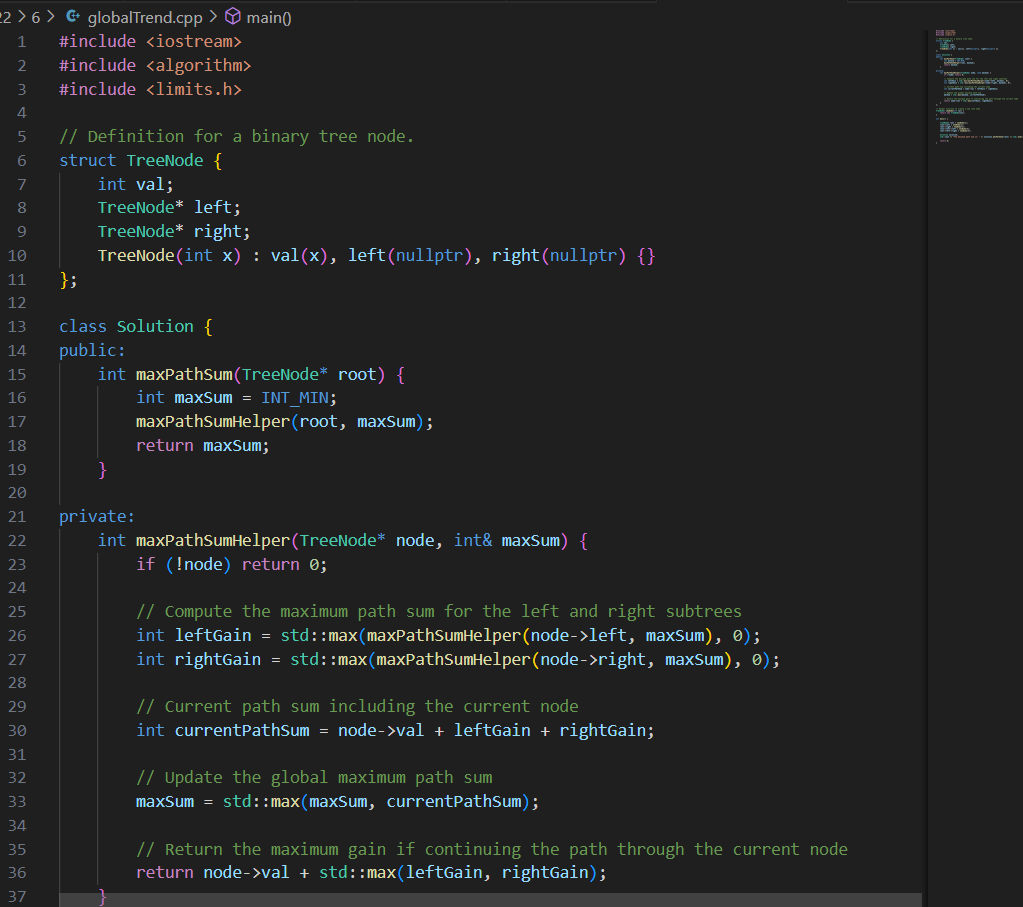 22 > 6 > globalTrend.cpp > main()
1 #include <iostream>
2 #include <algorithm>
3 #include <limits.h>
4
5 // Definition for a binary tree node.
6 struct TreeNode {
7     int val;
8     TreeNode* left;
9     TreeNode* right;
10     TreeNode(int x) : val(x), left(nullptr), right(nullptr) {}
11 };
12
13 class Solution {
14 public:
15     int maxPathSum(TreeNode* root) {
16         int maxSum = INT_MIN;
17         maxPathSumHelper(root, maxSum);
18         return maxSum;
19     }
20
21 private:
22     int maxPathSumHelper(TreeNode* node, int& maxSum) {
23         if (!node) return 0;
24
25         // Compute the maximum path sum for the left and right subtrees
26         int leftGain = std::max(maxPathSumHelper(node->left, maxSum), 0);
27         int rightGain = std::max(maxPathSumHelper(node->right, maxSum), 0);
28
29         // Current path sum including the current node
30         int currentPathSum = node->val + leftGain + rightGain;
31
32         // Update the global maximum path sum
33         maxSum = std::max(maxSum, currentPathSum);
34
35         // Return the maximum gain if continuing the path through the current node
36         return node->val + std::max(leftGain, rightGain);
37     }